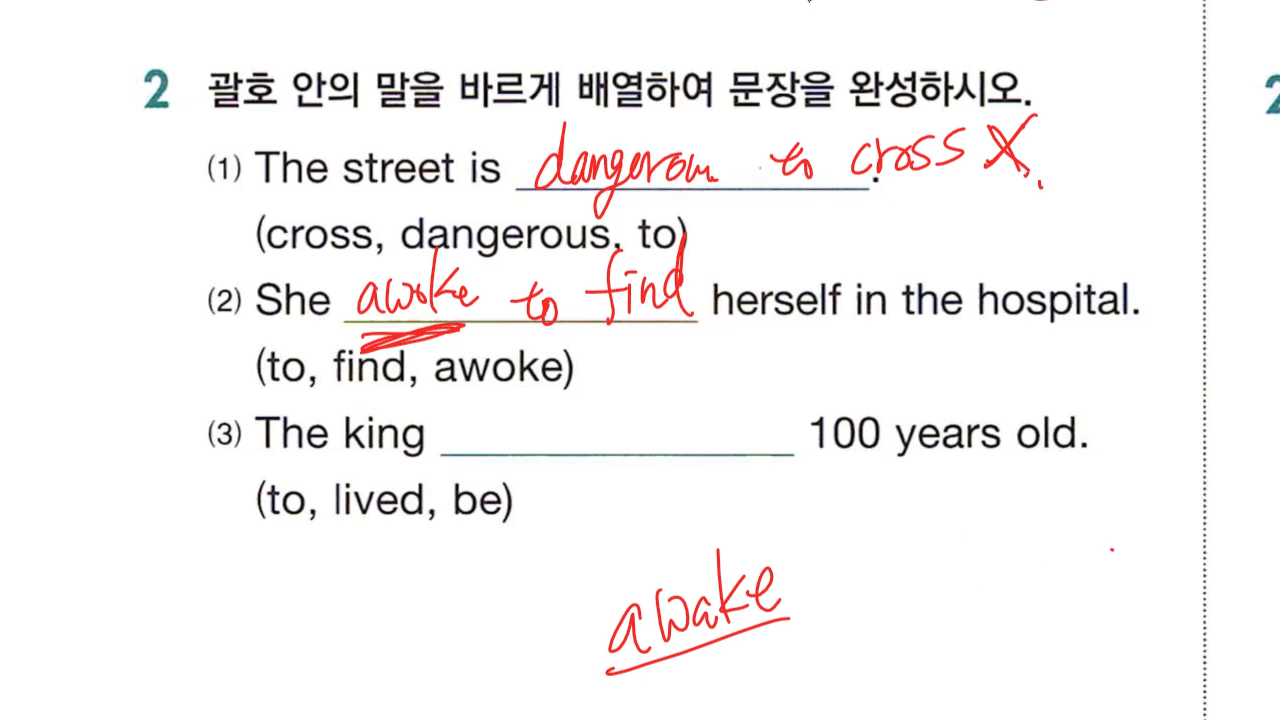 2 괄호 안의 말을 바르게 배열하여 문장을 완성하시오.
(1) The street is dangerous to cross X.
(cross, dangerous, to)
(2) She awoke to find herself in the hospital.
(to, find, awoke)
(3) The king ____ 100 years old.
(to, lived, be)
awake
2